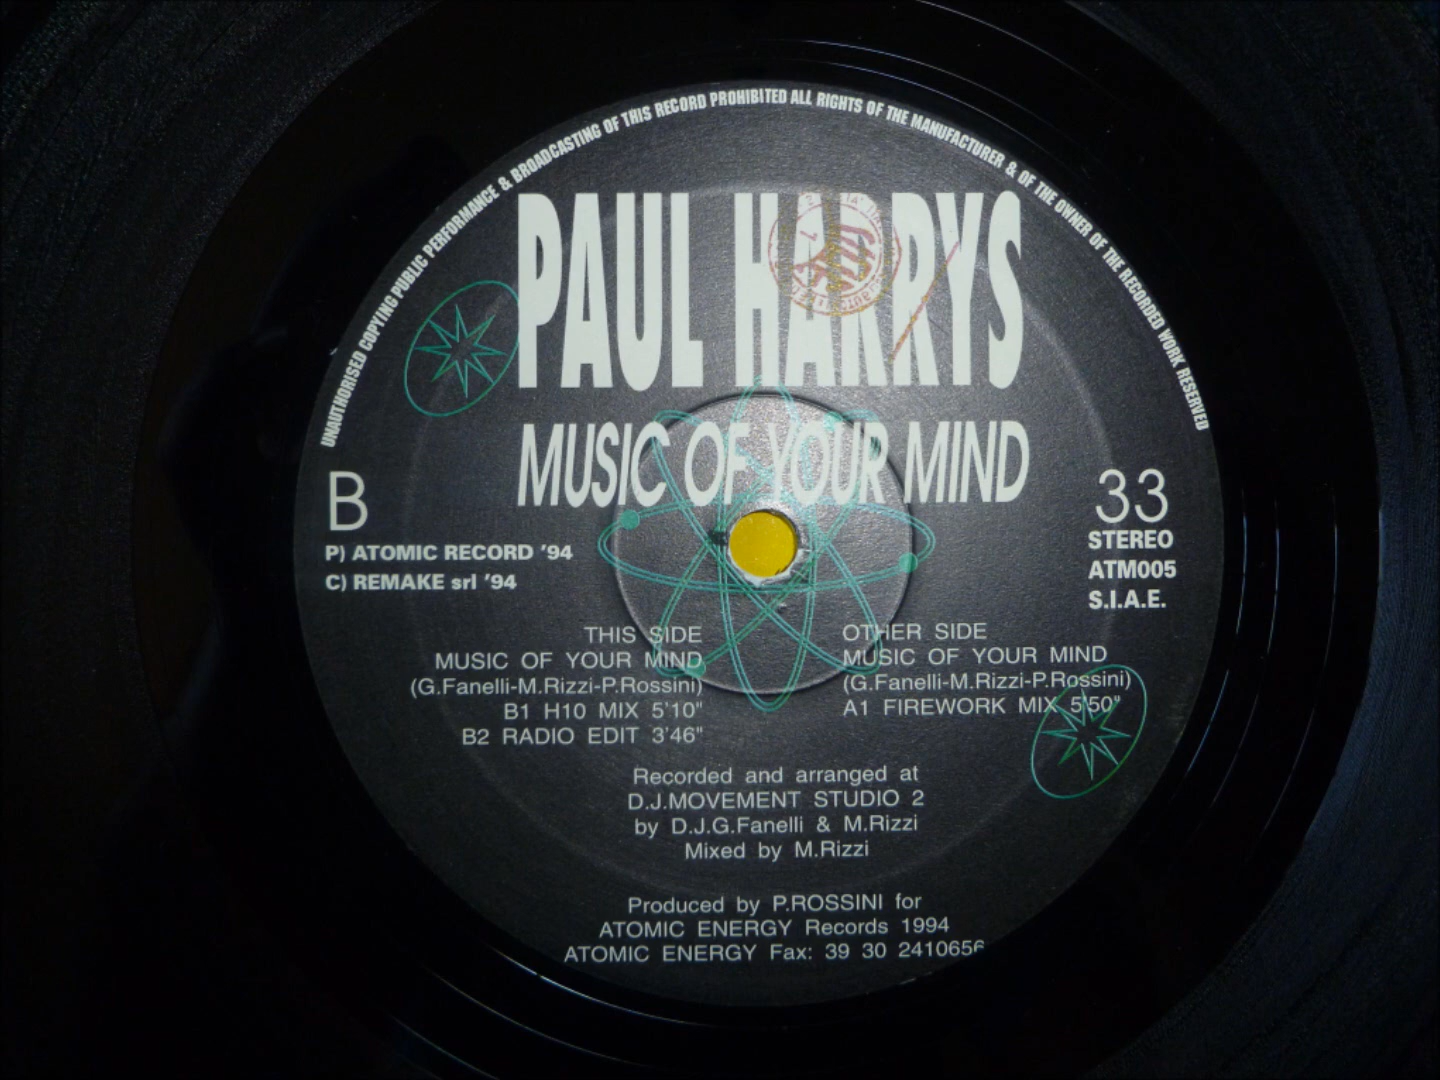 UNAUTHORISED COPYING PUBLIC PERFORMANCE & BROADCASTING OF THIS RECORD PROHIBITED ALL RIGHTS OF THE MANUFACTURER & OF THE OWNER OF THE RECORDED WORK RESERVED
PAUL HARRYS
MUSIC OF YOUR MIND
B
P) ATOMIC RECORD '94
C) REMAKE srl '94
33
STEREO
ATM005
S.I.A.E.
THIS SIDE
MUSIC OF YOUR MIND
(G.Fanelli-M.Rizzi-P.Rossini)
B1 H10 MIX 5'10"
B2 RADIO EDIT 3'46"
OTHER SIDE
MUSIC OF YOUR MIND
(G.Fanelli-M.Rizzi-P.Rossini)
A1 FIREWORK MIX 5'50"
Recorded and arranged at
D.J.MOVEMENT STUDIO 2
by D.J.G.Fanelli & M.Rizzi
Mixed by M.Rizzi
Produced by P.ROSSINI for
ATOMIC ENERGY Records 1994
ATOMIC ENERGY Fax: 39 30 2410656